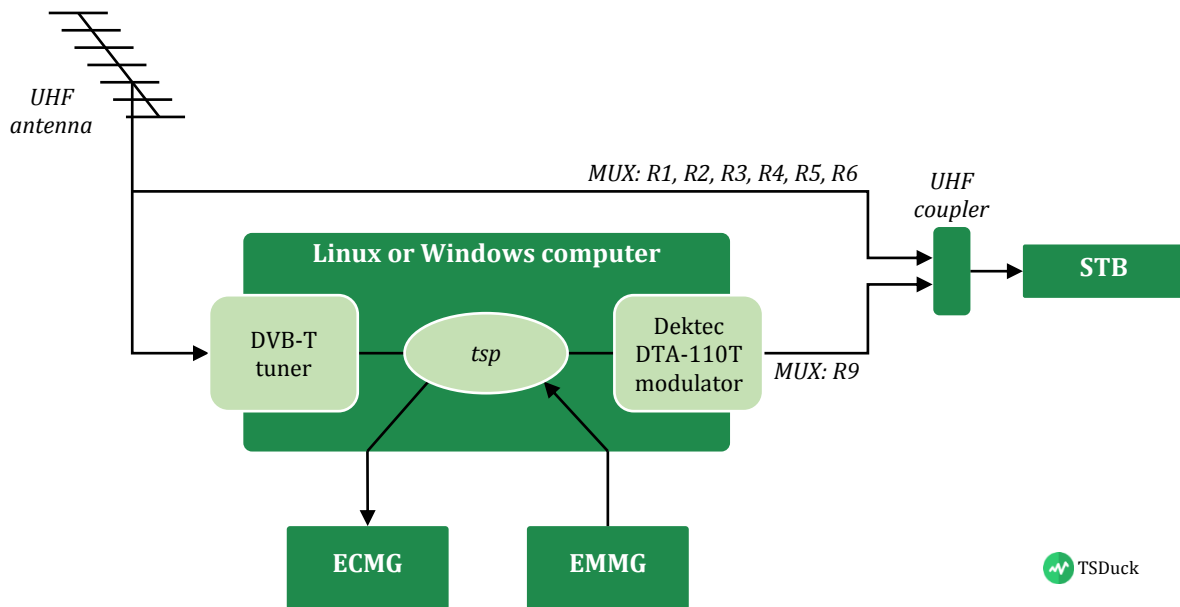 UHF
antenna
MUX: R1, R2, R3, R4, R5, R6
UHF
coupler
Linux or Windows computer
STB
DVB-T
tuner
tsp
Dektec
DTA-110T
modulator
MUX: R9
ECMG
EMMG
TSDuck